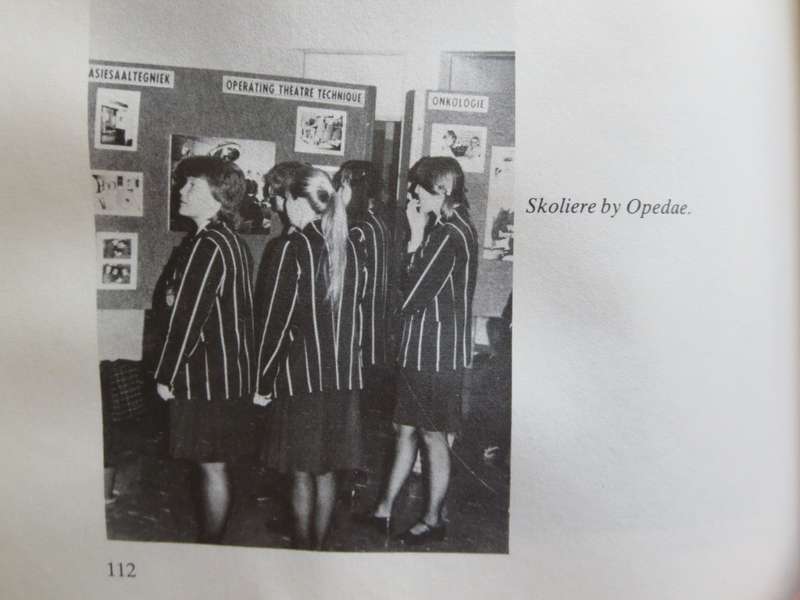 ASIESAALTEGNIEK
OPERATING THEATRE TECHNIQUE
ONKOLOGIE
Skoliere by Opedae.
112